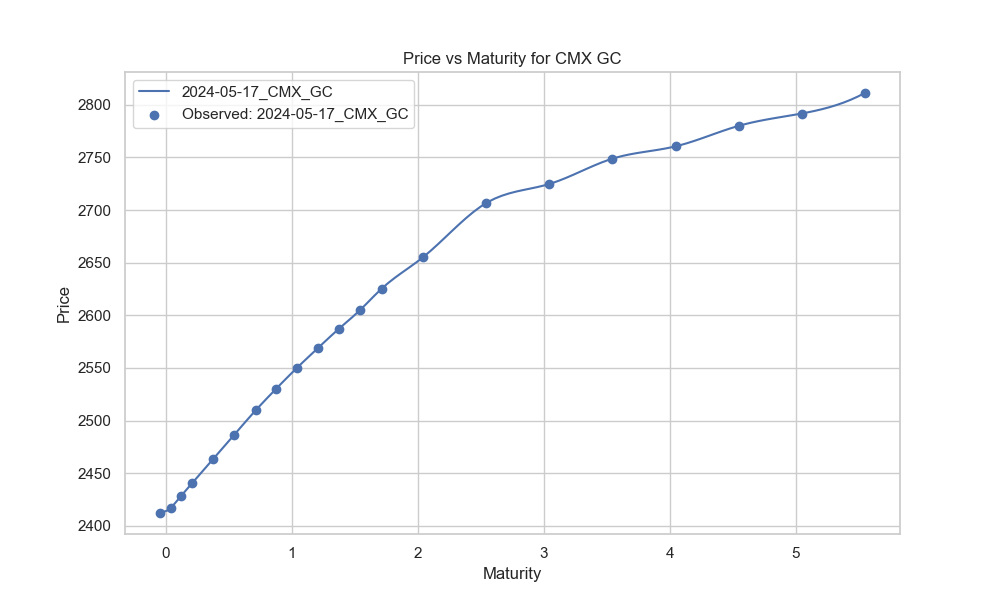 Price vs Maturity for CMX GC
2024-05-17_CMX_GC
Observed: 2024-05-17_CMX_GC
Price
2800
2750
2700
2650
2600
2550
2500
2450
2400
0 1 2 3 4 5
Maturity